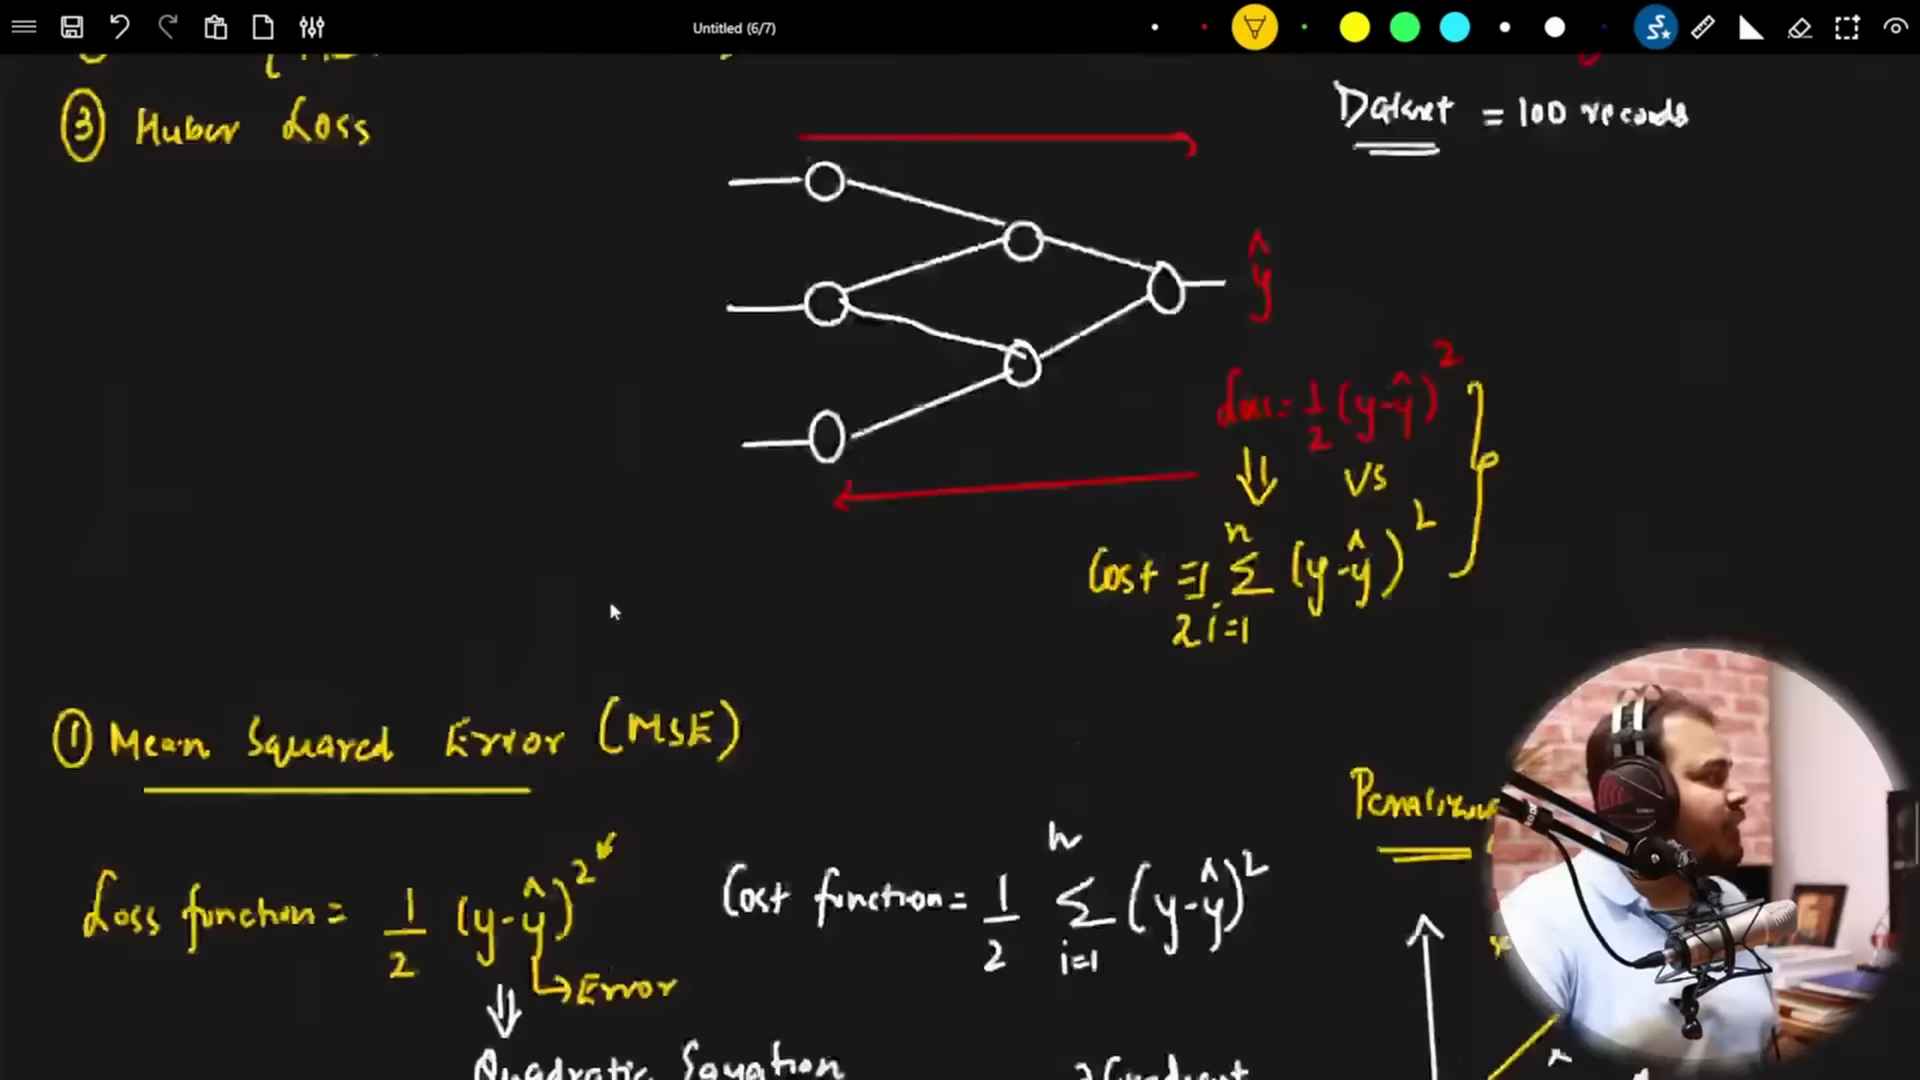 Untitled (6/7)
③ Huber Loss
Dataset = 100 records
ŷ
Loss = 1/2 (y-ŷ)²
VS
Cost = 1/2 n Σ i=1 (y-ŷ)²
① Mean Squared Error (MSE)
Loss function = 1/2 (y-ŷ)²
Error
Cost function = 1/2 n Σ i=1 (y-ŷ)²
Quadratic Equation